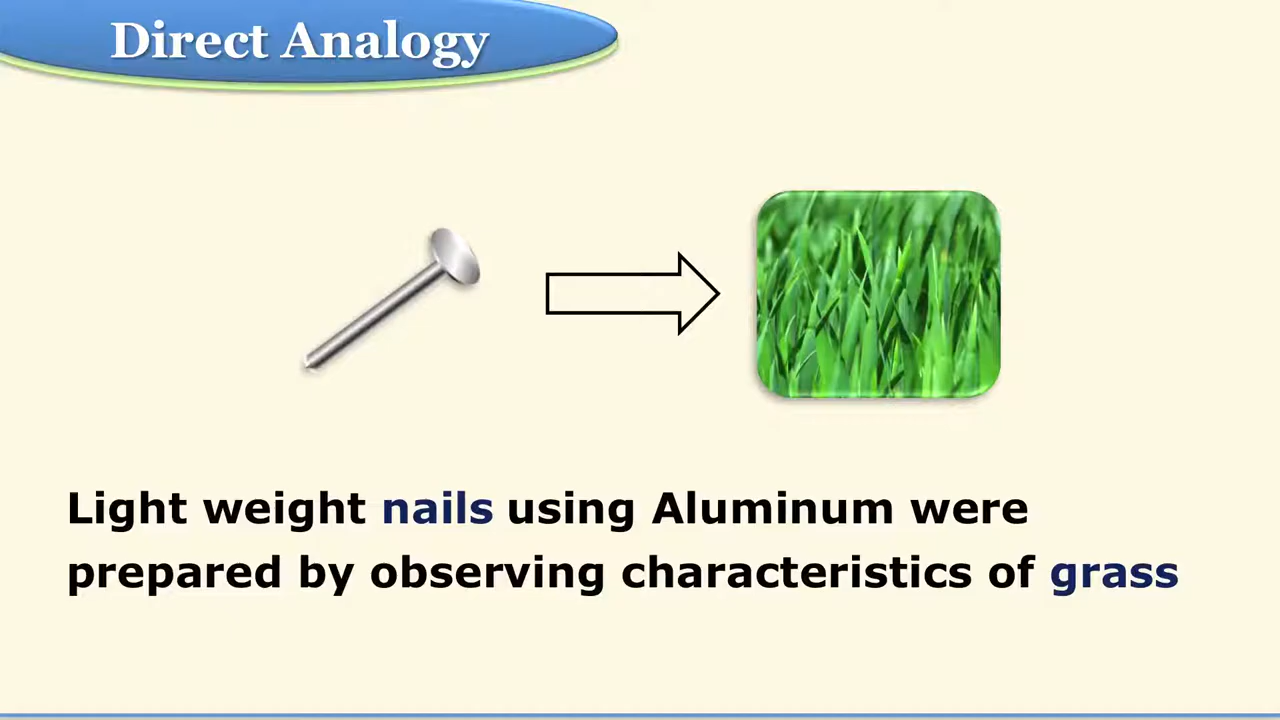 Direct Analogy
Light weight nails using Aluminum were
prepared by observing characteristics of grass